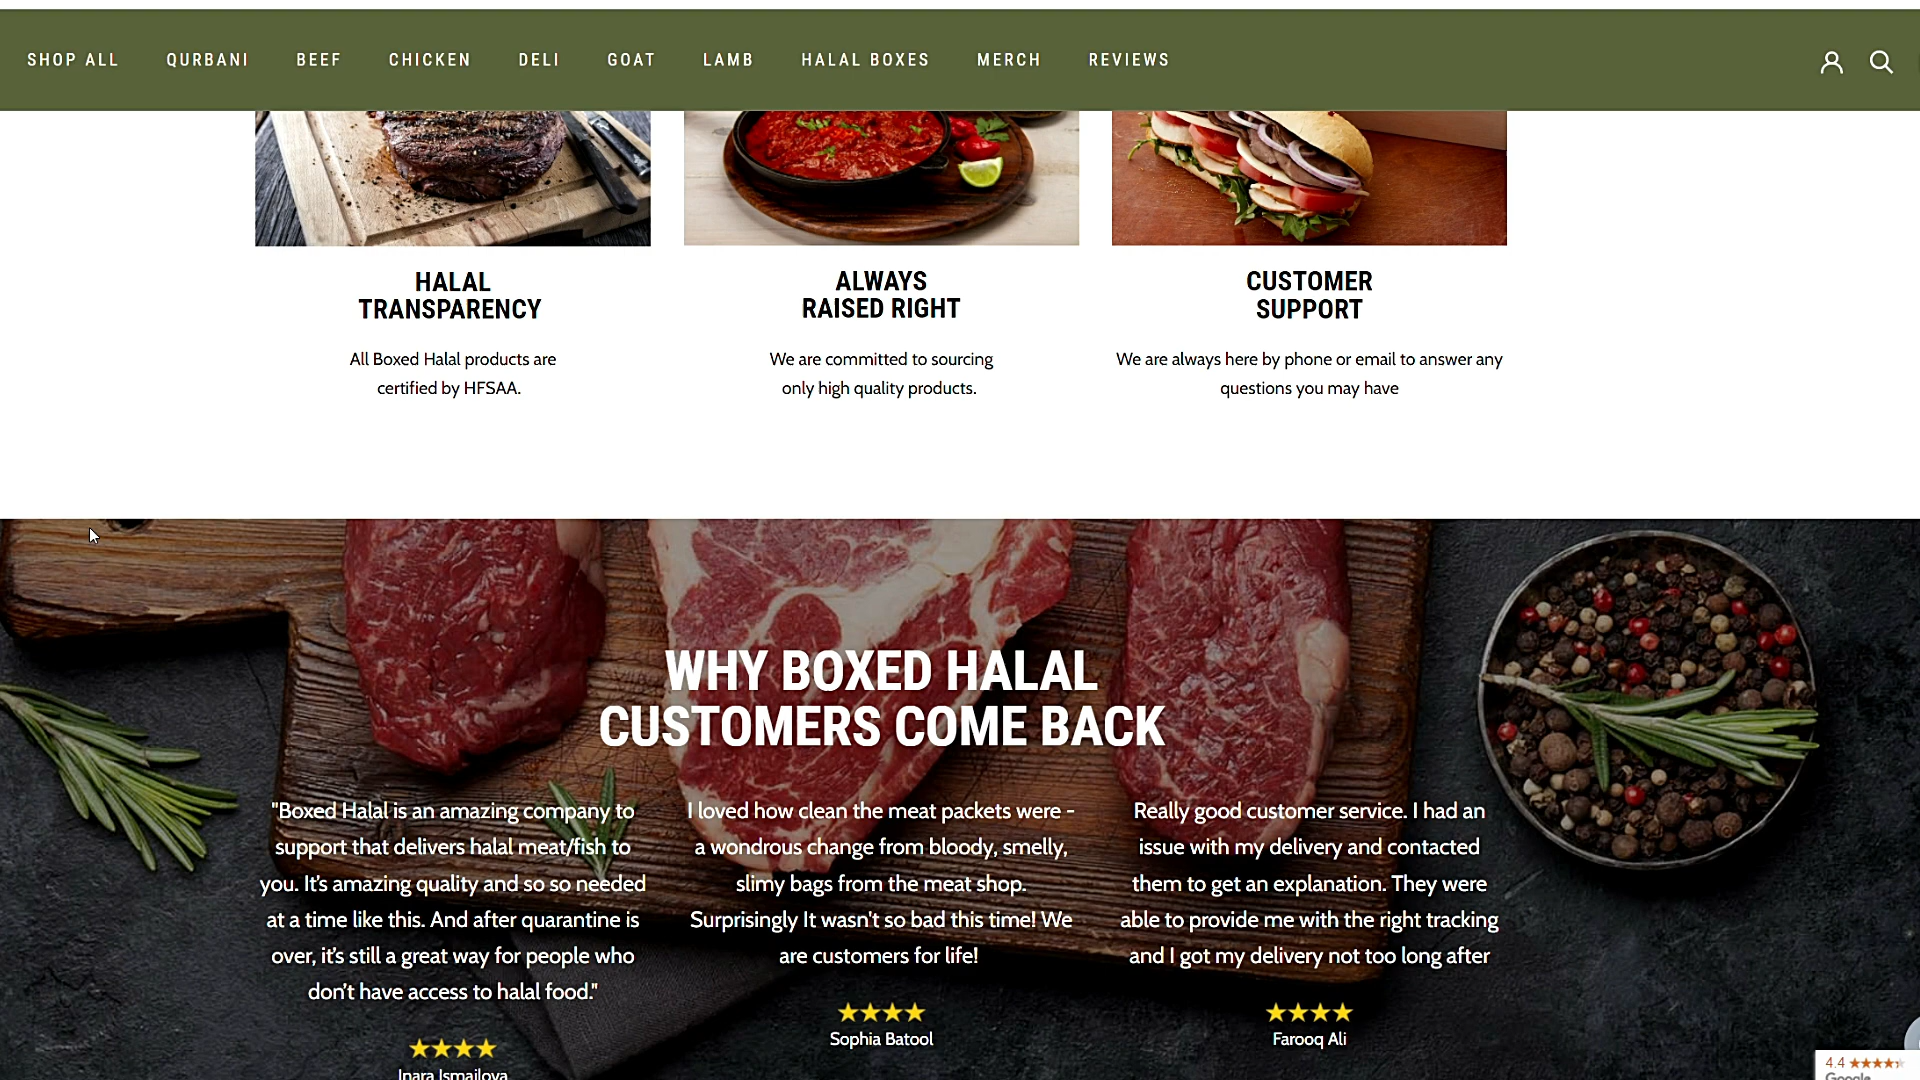 SHOP ALL QURBANI BEEF CHICKEN DELI GOAT LAMB HALAL BOXES MERCH REVIEWS
HALAL
TRANSPARENCY
All Boxed Halal products are
certified by HFSAA.
ALWAYS
RAISED RIGHT
We are committed to sourcing
only high quality products.
CUSTOMER
SUPPORT
We are always here by phone or email to answer any
questions you may have
WHY BOXED HALAL
CUSTOMERS COME BACK
"Boxed Halal is an amazing company to
support that delivers halal meat/fish to
you. It's amazing quality and so so needed
at a time like this. And after quarantine is
over, it's still a great way for people who
don't have access to halal food."
Inara Ismailova
I loved how clean the meat packets were -
a wondrous change from bloody, smelly,
slimy bags from the meat shop.
Surprisingly It wasn't so bad this time! We
are customers for life!
Sophia Batool
Really good customer service. I had an
issue with my delivery and contacted
them to get an explanation. They were
able to provide me with the right tracking
and I got my delivery not too long after
Farooq Ali
4.4
Google